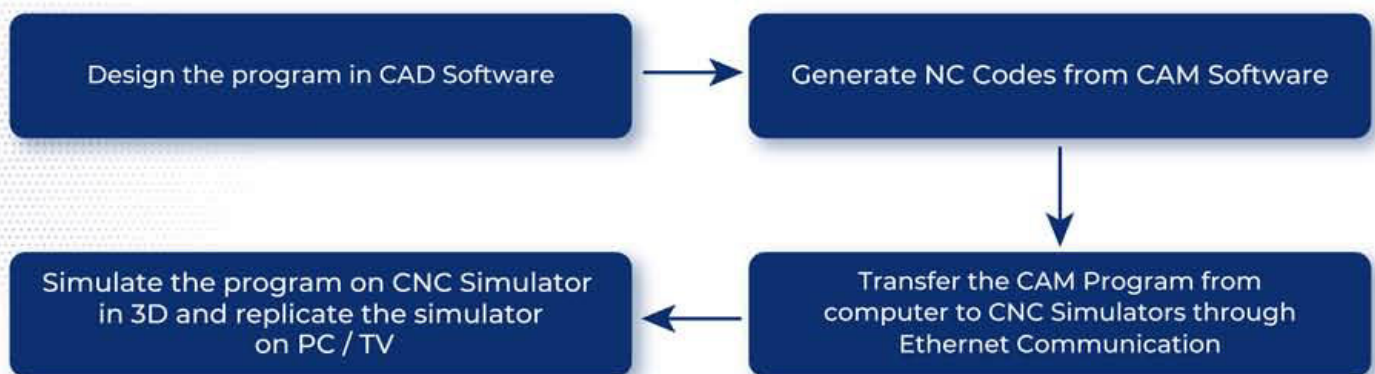 Design the program in CAD Software
Generate NC Codes from CAM Software
Transfer the CAM Program from
computer to CNC Simulators through
Ethernet Communication
Simulate the program on CNC Simulator
in 3D and replicate the simulator
on PC / TV